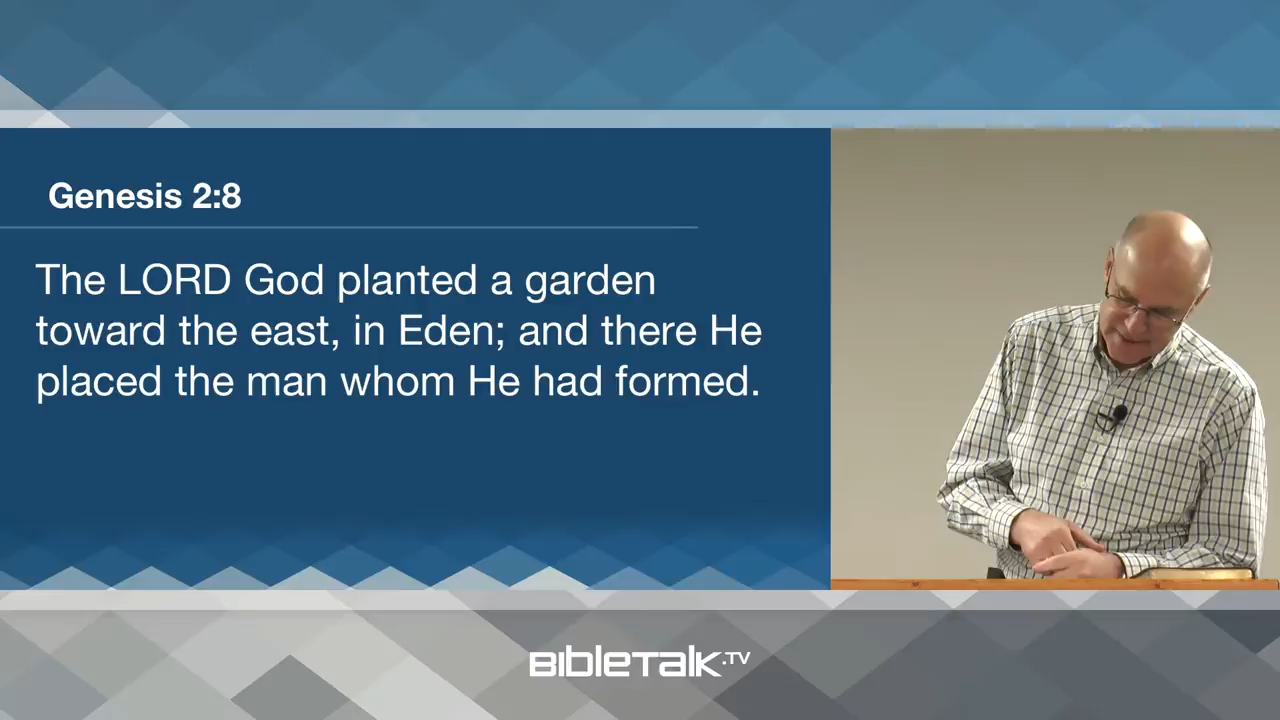 Genesis 2:8
The LORD God planted a garden
toward the east, in Eden; and there He
placed the man whom He had formed.
BIBLETALK.TV